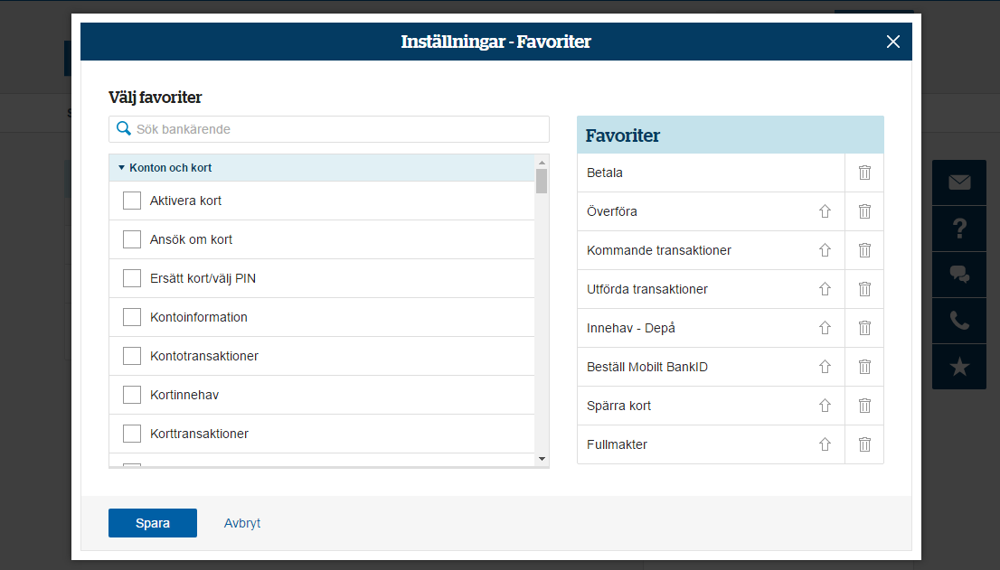 Inställningar - Favoriter
Välj favoriter
Sök bankärende
Konton och kort
Aktivera kort
Ansök om kort
Ersätt kort/välj PIN
Kontoinformation
Kontotransaktioner
Kortinnehav
Korttransaktioner
Favoriter
Betala
Överföra
Kommande transaktioner
Utförda transaktioner
Innehav - Depå
Beställ Mobilt BankID
Spärra kort
Fullmakter
?
Spara
Avbryt